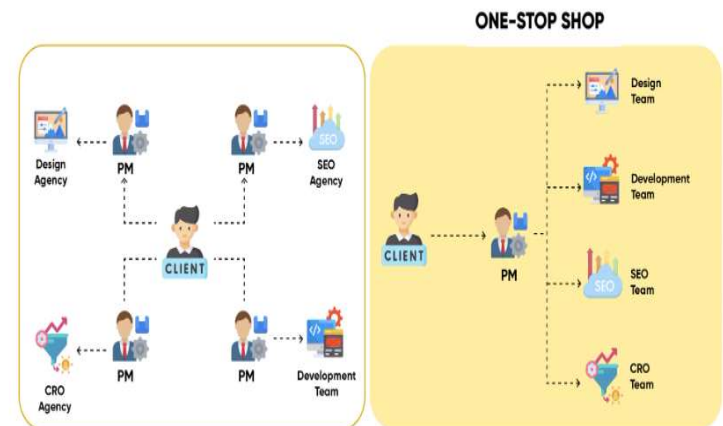 ONE-STOP SHOP
Design
Agency
PM
PM
SEO
SEO
Agency
CLIENT
CRO
Agency
PM
PM
</>
Development
Team
CLIENT
PM
Design
Team
</>
Development
Team
SEO
SEO
Team
CRO
Team